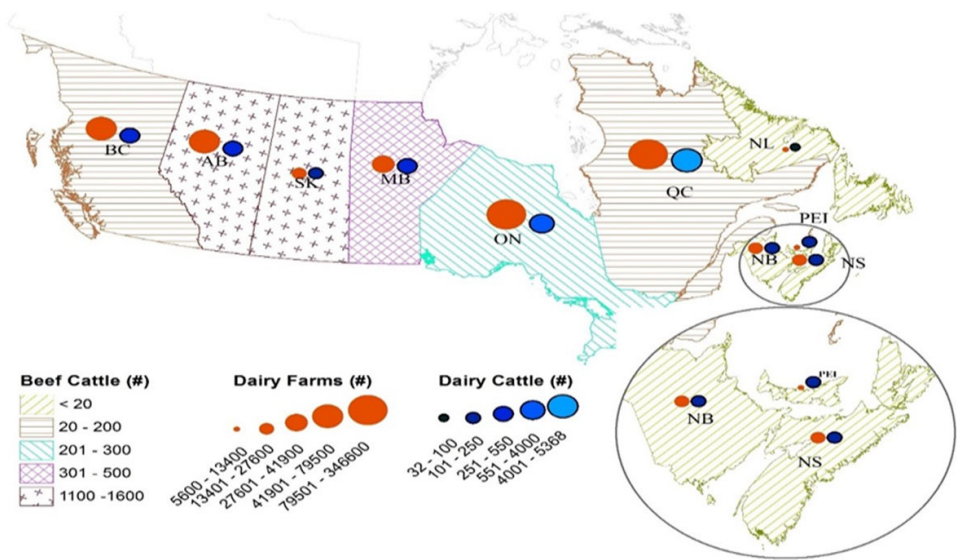 BC
AB
SK
MB
ON
QC
NL
PEI
NB
NS
Beef Cattle (#)
< 20
20 - 200
201 - 300
301 - 500
1100 -1600
Dairy Farms (#)
5600 - 13400
13401 - 27600
27601 - 41900
41901 - 79500
79501 - 346600
Dairy Cattle (#)
32 -100
101 - 250
251 - 550
551 - 4000
4001 - 5368
PEI
NB
NS